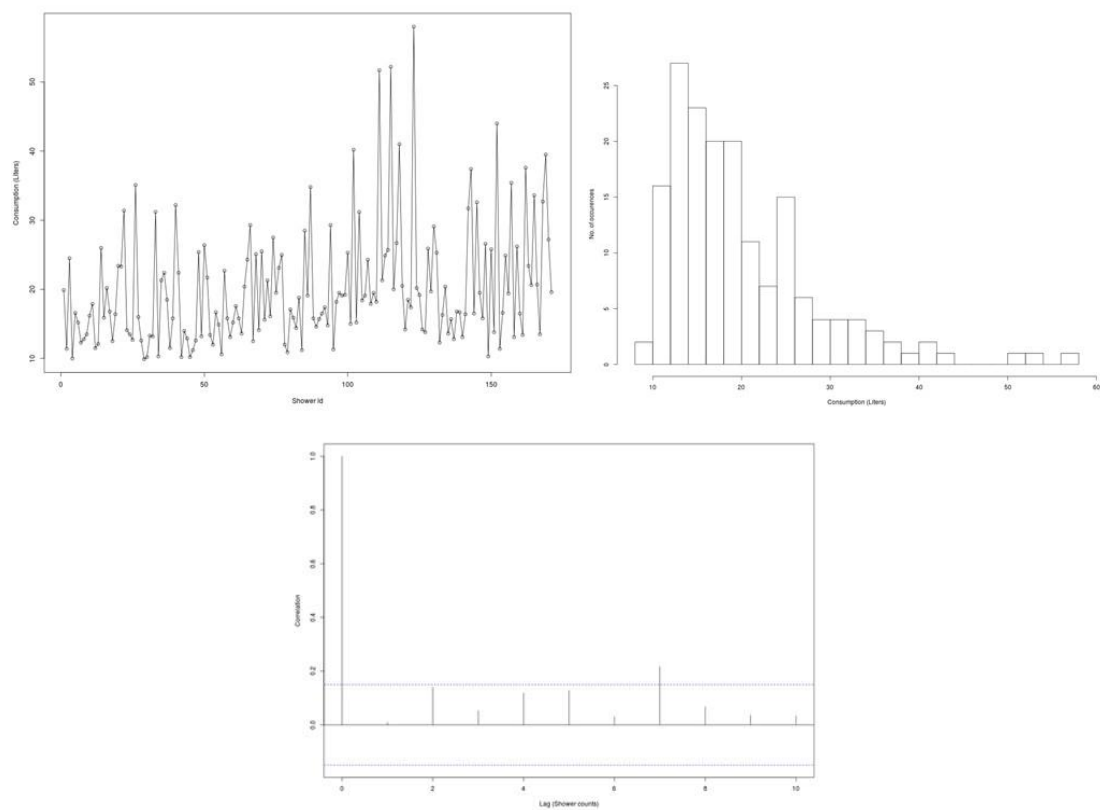 Consumption (Liters)
50
40
30
20
10
0 50 100 150
Shower Id
No. of occurences
25
20
15
10
5
0
10 20 30 40 50 60
Consumption (Liters)
Correlation
1.0
0.8
0.6
0.4
0.2
0.0
0 2 4 6 8 10
Lag (Shower counts)